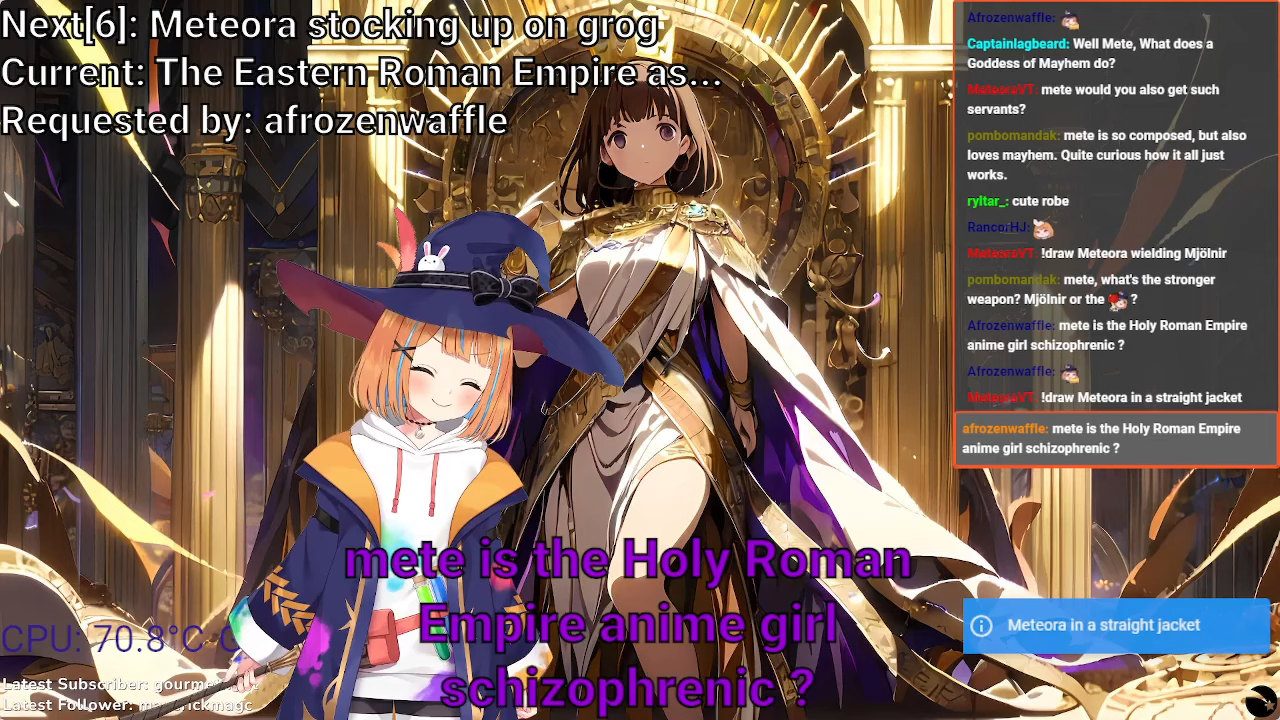 Next[6]: Meteora stocking up on grog
Current: The Eastern Roman Empire as...
Requested by: afrozenwaffle
Afrozenwaffle:
Captainlagbeard: Well Mete, What does a
Goddess of Mayhem do?
MeteoraVT: mete would you also get such
servants?
pombomandak: mete is so composed, but also
loves mayhem. Quite curious how it all just
works.
ryltar_: cute robe
RancorHJ:
MeteoraVT: !draw Meteora wielding Mjölnir
pombomandak: mete, what's the stronger
weapon? Mjölnir or the ?
Afrozenwaffle: mete is the Holy Roman Empire
anime girl schizophrenic ?
Afrozenwaffle:
MeteoraVT: !draw Meteora in a straight jacket
afrozenwaffle: mete is the Holy Roman Empire
anime girl schizophrenic ?
mete is the Holy Roman
Empire anime girl
schizophrenic ?
Meteora in a straight jacket
CPU: 70.8°C
Latest Subscriber:
Latest Follower: